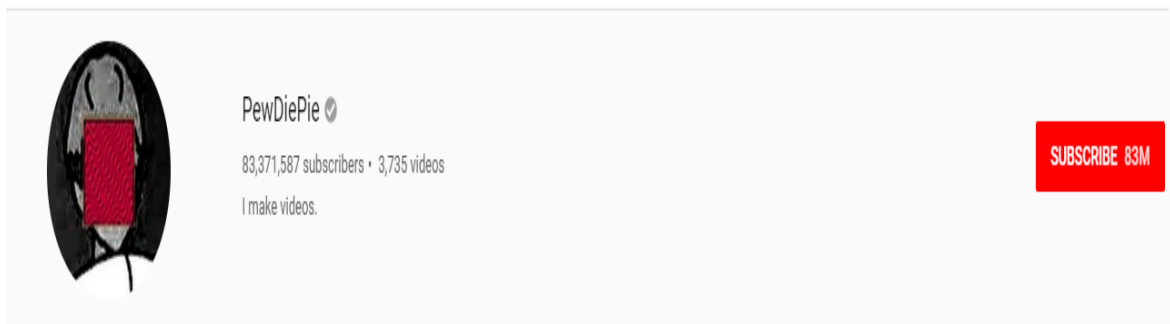 PewDiePie
83,371,587 subscribers • 3,735 videos
I make videos.
SUBSCRIBE 83M